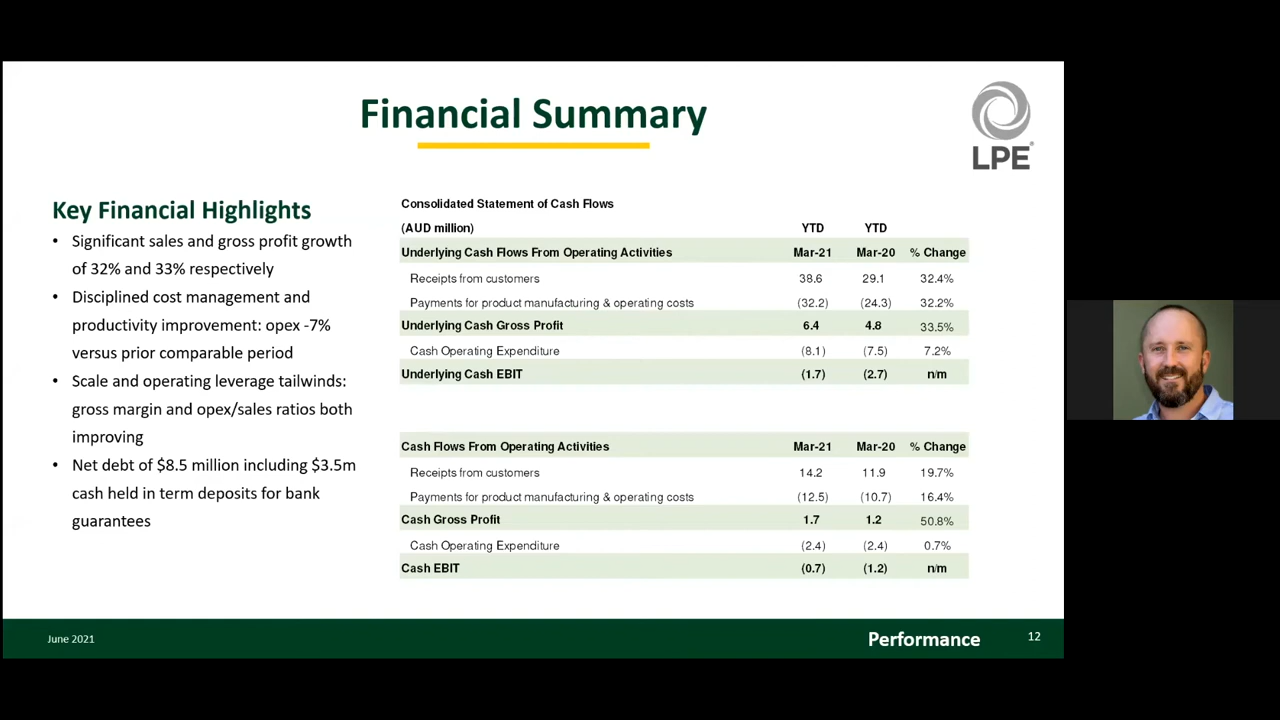 Financial Summary
LPE
Key Financial Highlights
• Significant sales and gross profit growth
of 32% and 33% respectively
• Disciplined cost management and
productivity improvement: opex -7%
versus prior comparable period
• Scale and operating leverage tailwinds:
gross margin and opex/sales ratios both
improving
• Net debt of $8.5 million including $3.5m
cash held in term deposits for bank
guarantees
Consolidated Statement of Cash Flows
(AUD million) YTD YTD
Underlying Cash Flows From Operating Activities Mar-21 Mar-20 % Change
Receipts from customers 38.6 29.1 32.4%
Payments for product manufacturing & operating costs (32.2) (24.3) 32.2%
Underlying Cash Gross Profit 6.4 4.8 33.5%
Cash Operating Expenditure (8.1) (7.5) 7.2%
Underlying Cash EBIT (1.7) (2.7) n/m
Cash Flows From Operating Activities Mar-21 Mar-20 % Change
Receipts from customers 14.2 11.9 19.7%
Payments for product manufacturing & operating costs (12.5) (10.7) 16.4%
Cash Gross Profit 1.7 1.2 50.8%
Cash Operating Expenditure (2.4) (2.4) 0.7%
Cash EBIT (0.7) (1.2) n/m
June 2021
Performance
12